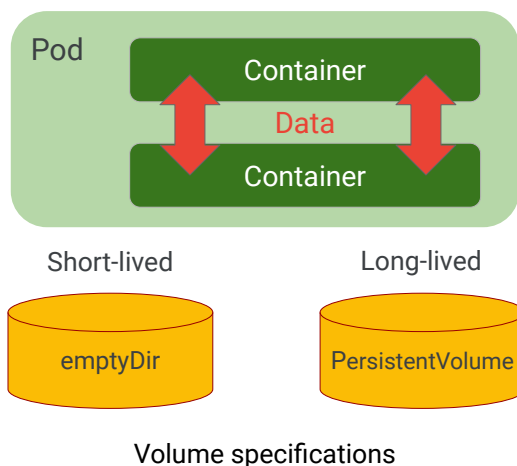 Pod
Container
Data
Container
Short-lived
Long-lived
emptyDir
PersistentVolume
Volume specifications